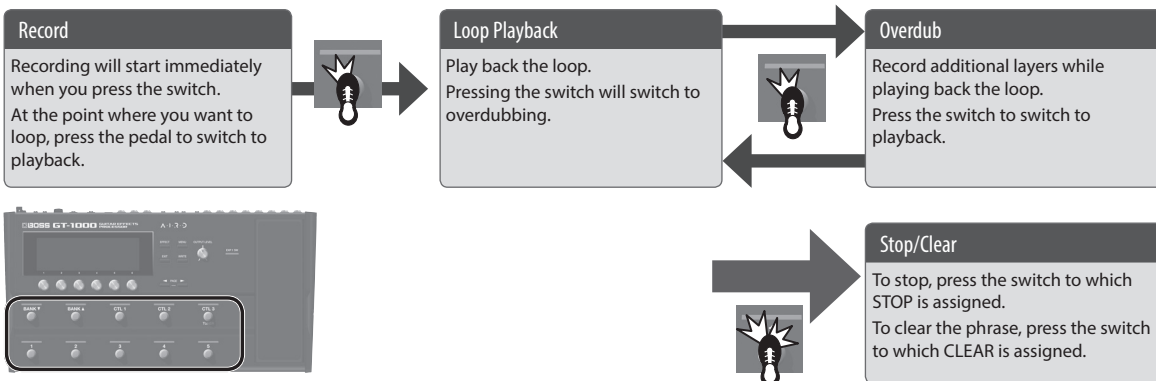 Record
Recording will start immediately
when you press the switch.
At the point where you want to
loop, press the pedal to switch to
playback.
Loop Playback
Play back the loop.
Pressing the switch will switch to
overdubbing.
Overdub
Record additional layers while
playing back the loop.
Press the switch to switch to
playback.
BOSS GT-1000 GUITAR EFFECTS PROCESSOR
BANK ▼ BANK ▲ CTL 1 CTL 2 CTL 3
1 2 3 4 5
Stop/Clear
To stop, press the switch to which
STOP is assigned.
To clear the phrase, press the switch
to which CLEAR is assigned.